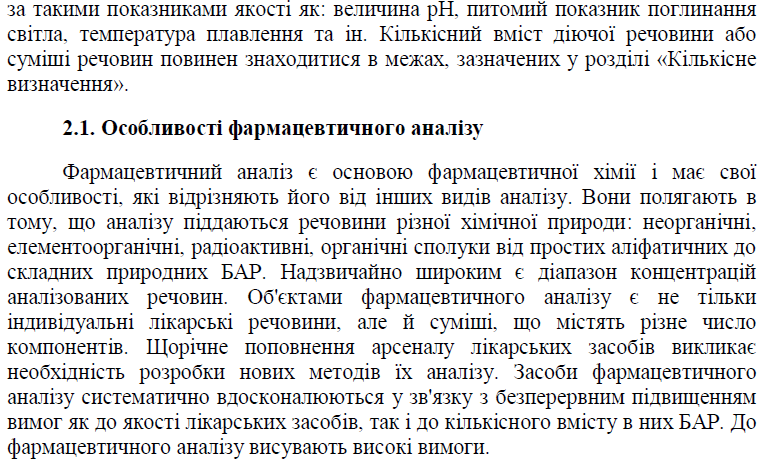 за такими показниками якості як: величина рН, питомий показник поглинання
світла, температура плавлення та ін. Кількісний вміст діючої речовини або
суміші речовин повинен знаходитися в межах, зазначених у розділі «Кількісне
визначення».
2.1. Особливості фармацевтичного аналізу
Фармацевтичний аналіз є основою фармацевтичної хімії і має свої
особливості, які відрізняють його від інших видів аналізу. Вони полягають в
тому, що аналізу піддаються речовини різної хімічної природи: неорганічні,
елементоорганічні, радіоактивні, органічні сполуки від простих аліфатичних до
складних природних БАР. Надзвичайно широким є діапазон концентрацій
аналізованих речовин. Об'єктами фармацевтичного аналізу є не тільки
індивідуальні лікарські речовини, але й суміші, що містять різне число
компонентів. Щорічне поповнення арсеналу лікарських засобів викликає
необхідність розробки нових методів їх аналізу. Засоби фармацевтичного
аналізу систематично вдосконалюються у зв'язку з безперервним підвищенням
вимог як до якості лікарських засобів, так і до кількісного вмісту в них БАР. До
фармацевтичного аналізу висувають високі вимоги.